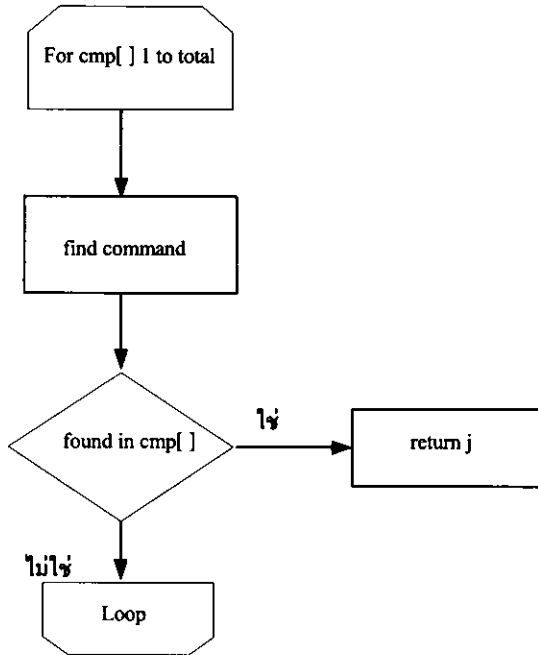 For cmp[ ] 1 to total
find command
found in cmp[ ]
ใช่
return j
ไม่ใช่
Loop